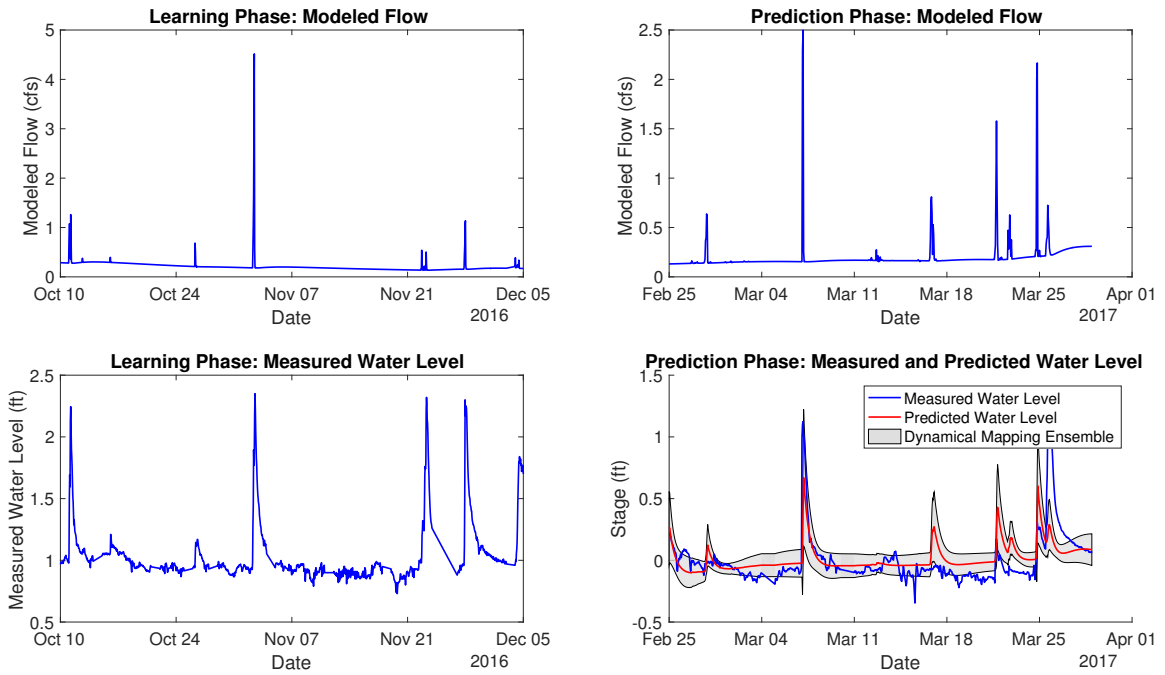 Learning Phase: Modeled Flow
Modeled Flow (cfs)
5
4
3
2
1
0
Oct 10
Oct 24
Nov 07
Nov 21
Dec 05
Date
2016
Prediction Phase: Modeled Flow
Modeled Flow (cfs)
2.5
2
1.5
1
0.5
0
Feb 25
Mar 04
Mar 11
Mar 18
Mar 25
Apr 01
Date
2017
Learning Phase: Measured Water Level
Measured Water Level (ft)
2.5
2
1.5
1
0.5
Oct 10
Oct 24
Nov 07
Nov 21
Dec 05
Date
2016
Prediction Phase: Measured and Predicted Water Level
Stage (ft)
1.5
1
0.5
0
-0.5
Measured Water Level
Predicted Water Level
Dynamical Mapping Ensemble
Feb 25
Mar 04
Mar 11
Mar 18
Mar 25
Apr 01
Date
2017